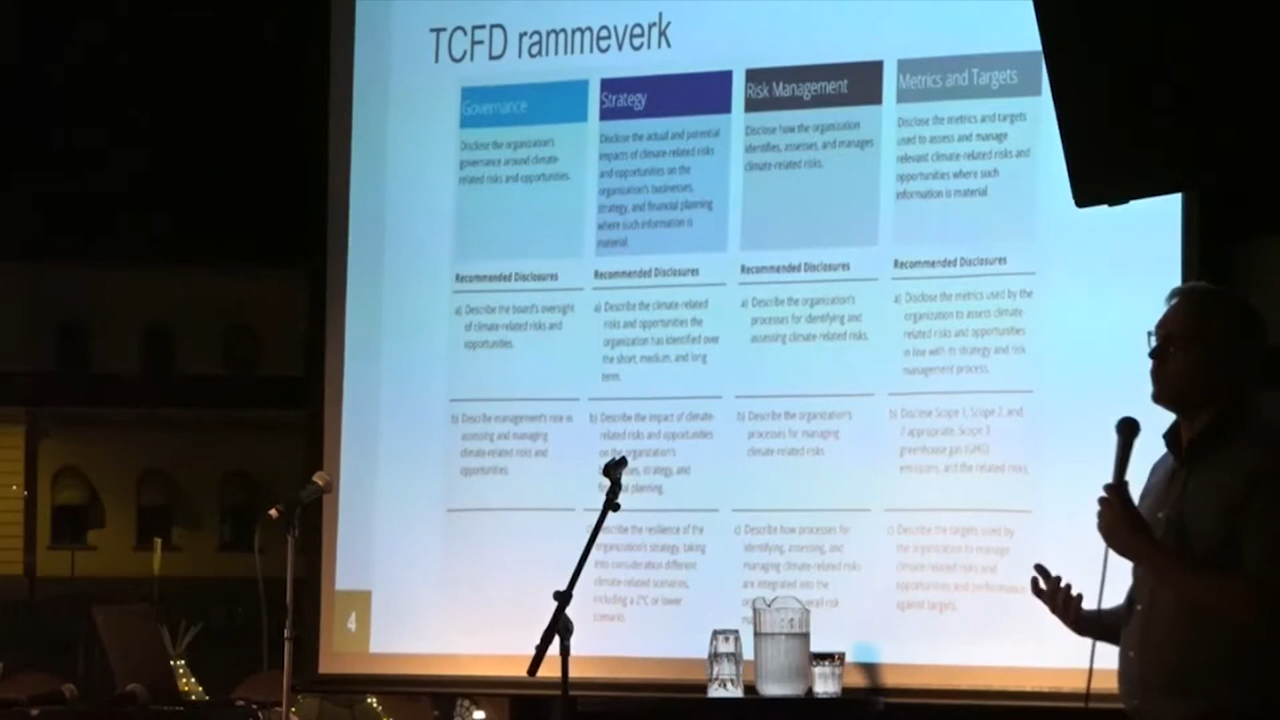 TCFD rammeverk
Governance
Disclose the organization's
governance around climate-
related risks and opportunities.
Strategy
Disclose the actual and potential
impacts of climate-related risks
and opportunities on the
organization's businesses,
strategy, and financial planning
where such information is
material.
Risk Management
Disclose how the organization
identifies, assesses, and manages
climate-related risks.
Metrics and Targets
Disclose the metrics and targets
used to assess and manage
relevant climate-related risks and
opportunities where such
information is material.
Recommended Disclosures
a) Describe the board's oversight
of climate-related risks and
opportunities.
b) Describe management's role in
assessing and managing
climate-related risks and
opportunities.
Recommended Disclosures
a) Describe the climate-related
risks and opportunities the
organization has identified over
the short, medium, and long
term.
b) Describe the impact of climate-
related risks and opportunities
on the organization's
strategy, and
planning.
escribe the resilience of the
organization's strategy, taking
into consideration different
climate-related scenarios,
including a 2°C or lower
scenario.
Recommended Disclosures
a) Describe the organization's
processes for identifying and
assessing climate-related risks.
b) Describe the organization's
processes for managing
climate-related risks.
c) Describe how processes for
identifying, assessing, and
managing climate-related risks
are integrated into the
overall risk
Recommended Disclosures
a) Disclose the metrics used by the
organization to assess climate-
related risks and opportunities
in line with its strategy and risk
management process.
b) Disclose Scope 1, Scope 2, and
if appropriate, Scope 3
greenhouse gas (GHG)
emissions, and the related risks.
c) Describe the targets used by
the organization to manage
climate-related risks and
opportunities and performance
against targets.
4